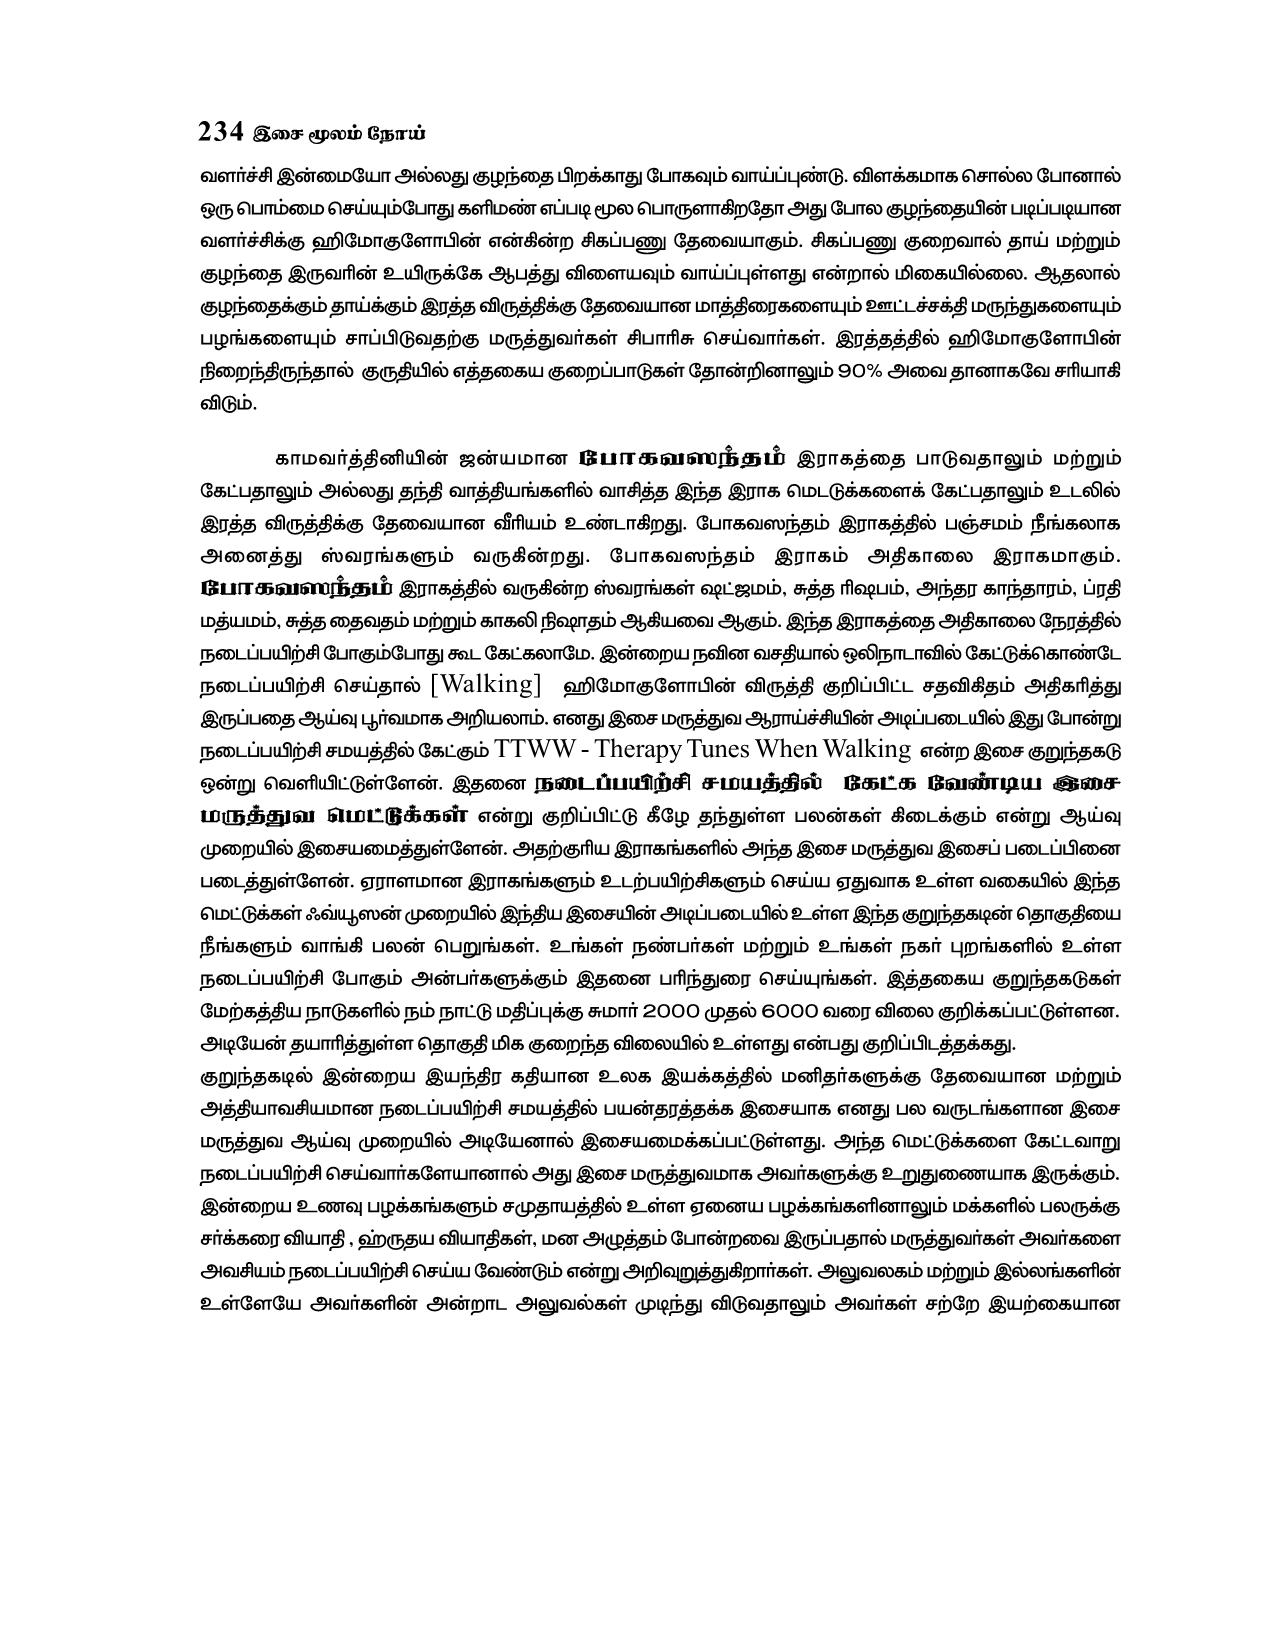 234 இசை மூலம் நோய்
வளர்ச்சி இன்மையோ அல்லது குழந்தை பிறக்காது போகவும் வாய்ப்புண்டு. விளக்கமாக சொல்ல போனால்
ஒரு பொம்மை செய்யும்போது களிமண் எப்படி மூல பொருளாகிறதோ அது போல குழந்தையின் படிப்படியான
வளர்ச்சிக்கு ஹிமோகுளோபின் என்கின்ற சிகப்பணு தேவையாகும். சிகப்பணு குறைவால் தாய் மற்றும்
குழந்தை இருவரின் உயிருக்கே ஆபத்து விளையவும் வாய்ப்புள்ளது என்றால் மிகையில்லை. ஆதலால்
குழந்தைக்கும் தாய்க்கும் இரத்த விருத்திக்கு தேவையான மாத்திரைகளையும் ஊட்டச்சக்தி மருந்துகளையும்
பழங்களையும் சாப்பிடுவதற்கு மருத்துவர்கள் சிபாரிசு செய்வார்கள். இரத்தத்தில் ஹிமோகுளோபின்
நிறைந்திருந்தால் குருதியில் எத்தகைய குறைப்பாடுகள் தோன்றினாலும் 90% அவை தானாகவே சரியாகி
விடும்.
காமவர்த்தினியின் ஜன்யமான போகவஸந்தம் இராகத்தை பாடுவதாலும் மற்றும்
கேட்பதாலும் அல்லது தந்தி வாத்தியங்களில் வாசித்த இந்த இராக மெடடுக்களைக் கேட்பதாலும் உடலில்
இரத்த விருத்திக்கு தேவையான வீரியம் உண்டாகிறது. போகவஸந்தம் இராகத்தில் பஞ்சமம் நீங்கலாக
அனைத்து ஸ்வரங்களும் வருகின்றது. போகவஸந்தம் இராகம் அதிகாலை இராகமாகும்.
போகவஸந்தம் இராகத்தில் வருகின்ற ஸ்வரங்கள் ஷட்ஜமம், சுத்த ரிஷபம், அந்தர காந்தாரம், ப்ரதி
மத்யமம், சுத்த தைவதம் மற்றும் காகலி நிஷாதம் ஆகியவை ஆகும். இந்த இராகத்தை அதிகாலை நேரத்தில்
நடைப்பயிற்சி போகும்போது கூட கேட்கலாமே. இன்றைய நவின வசதியால் ஒலிநாடாவில் கேட்டுக்கொண்டே
நடைப்பயிற்சி செய்தால் [Walking] ஹிமோகுளோபின் விருத்தி குறிப்பிட்ட சதவிகிதம் அதிகரித்து
இருப்பதை ஆய்வு பூர்வமாக அறியலாம். எனது இசை மருத்துவ ஆராய்ச்சியின் அடிப்படையில் இது போன்று
நடைப்பயிற்சி சமயத்தில் கேட்கும் TTWW - Therapy Tunes When Walking என்ற இசை குறுந்தகடு
ஒன்று வெளியிட்டுள்ளேன். இதனை நடைப்பயிற்சி சமயத்தில் கேட்க வேண்டிய இசை
மருத்துவ மெட்டுக்கள் என்று குறிப்பிட்டு கீழே தந்துள்ள பலன்கள் கிடைக்கும் என்று ஆய்வு
முறையில் இசையமைத்துள்ளேன். அதற்குரிய இராகங்களில் அந்த இசை மருத்துவ இசைப் படைப்பினை
படைத்துள்ளேன். ஏராளமான இராகங்களும் உடற்பயிற்சிகளும் செய்ய ஏதுவாக உள்ள வகையில் இந்த
மெட்டுக்கள் ஃவ்யூஸன் முறையில் இந்திய இசையின் அடிப்படையில் உள்ள இந்த குறுந்தகடின் தொகுதியை
நீங்களும் வாங்கி பலன் பெறுங்கள். உங்கள் நண்பர்கள் மற்றும் உங்கள் நகர் புறங்களில் உள்ள
நடைப்பயிற்சி போகும் அன்பர்களுக்கும் இதனை பரிந்துரை செய்யுங்கள். இத்தகைய குறுந்தகடுகள்
மேற்கத்திய நாடுகளில் நம் நாட்டு மதிப்புக்கு சுமார் 2000 முதல் 6000 வரை விலை குறிக்கப்பட்டுள்ளன.
அடியேன் தயாரித்துள்ள தொகுதி மிக குறைந்த விலையில் உள்ளது என்பது குறிப்பிடத்தக்கது.
குறுந்தகடில் இன்றைய இயந்திர கதியான உலக இயக்கத்தில் மனிதர்களுக்கு தேவையான மற்றும்
அத்தியாவசியமான நடைப்பயிற்சி சமயத்தில் பயன்தரத்தக்க இசையாக எனது பல வருடங்களான இசை
மருத்துவ ஆய்வு முறையில் அடியேனால் இசையமைக்கப்பட்டுள்ளது. அந்த மெட்டுக்களை கேட்டவாறு
நடைப்பயிற்சி செய்வார்களேயானால் அது இசை மருத்துவமாக அவர்களுக்கு உறுதுணையாக இருக்கும்.
இன்றைய உணவு பழக்கங்களும் சமுதாயத்தில் உள்ள ஏனைய பழக்கங்களினாலும் மக்களில் பலருக்கு
சர்க்கரை வியாதி , ஹ்ருதய வியாதிகள், மன அழுத்தம் போன்றவை இருப்பதால் மருத்துவர்கள் அவர்களை
அவசியம் நடைப்பயிற்சி செய்ய வேண்டும் என்று அறிவுறுத்துகிறார்கள். அலுவலகம் மற்றும் இல்லங்களின்
உள்ளேயே அவர்களின் அன்றாட அலுவல்கள் முடிந்து விடுவதாலும் அவர்கள் சற்றே இயற்கையான